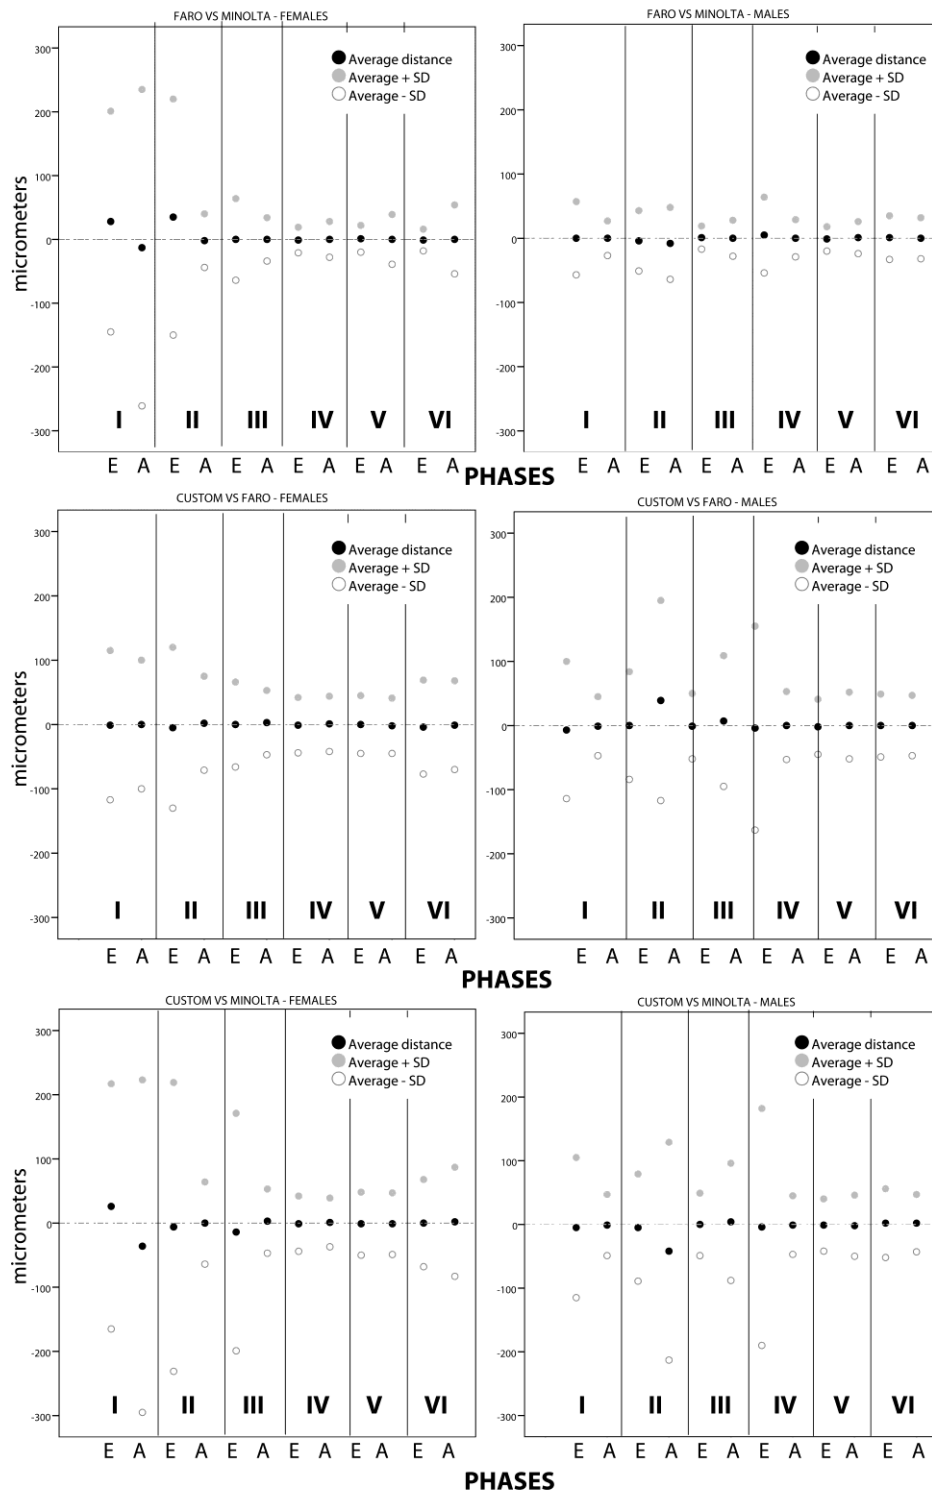 FARO VS MINOLTA - FEMALES
300
200
100
0
-100
-200
-300
micrometers
Average distance
Average + SD
Average - SD
I II III IV V VI
E A E A E A E A E A E A
FARO VS MINOLTA - MALES
300
200
100
0
-100
-200
-300
Average distance
Average + SD
Average - SD
I II III IV V VI
E A E A E A E A E A E A
PHASES
CUSTOM VS FARO - FEMALES
300
200
100
0
-100
-200
-300
micrometers
Average distance
Average + SD
Average - SD
I II III IV V VI
E A E A E A E A E A E A
CUSTOM VS FARO - MALES
300
200
100
0
-100
-200
-300
Average distance
Average + SD
Average - SD
I II III IV V VI
E A E A E A E A E A E A
PHASES
CUSTOM VS MINOLTA - FEMALES
300
200
100
0
-100
-200
-300
micrometers
Average distance
Average + SD
Average - SD
I II III IV V VI
E A E A E A E A E A E A
CUSTOM VS MINOLTA - MALES
300
200
100
0
-100
-200
-300
Average distance
Average + SD
Average - SD
I II III IV V VI
E A E A E A E A E A E A
PHASES